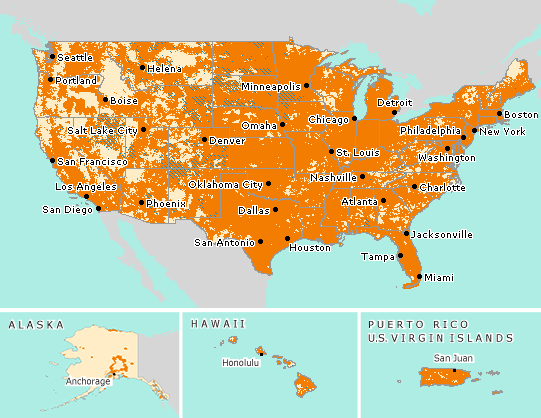 Seattle
Portland
Helena
Boise
Minneapolis
Detroit
Boston
Salt Lake City
Omaha
Chicago
Philadelphia
New York
Denver
San Francisco
St. Louis
Washington
Los Angeles
Oklahoma City
Nashville
Charlotte
San Diego
Phoenix
Dallas
Atlanta
San Antonio
Houston
Jacksonville
Tampa
Miami
ALASKA
Anchorage
HAWAII
Honolulu
PUERTO RICO
U.S. VIRGIN ISLANDS
San Juan